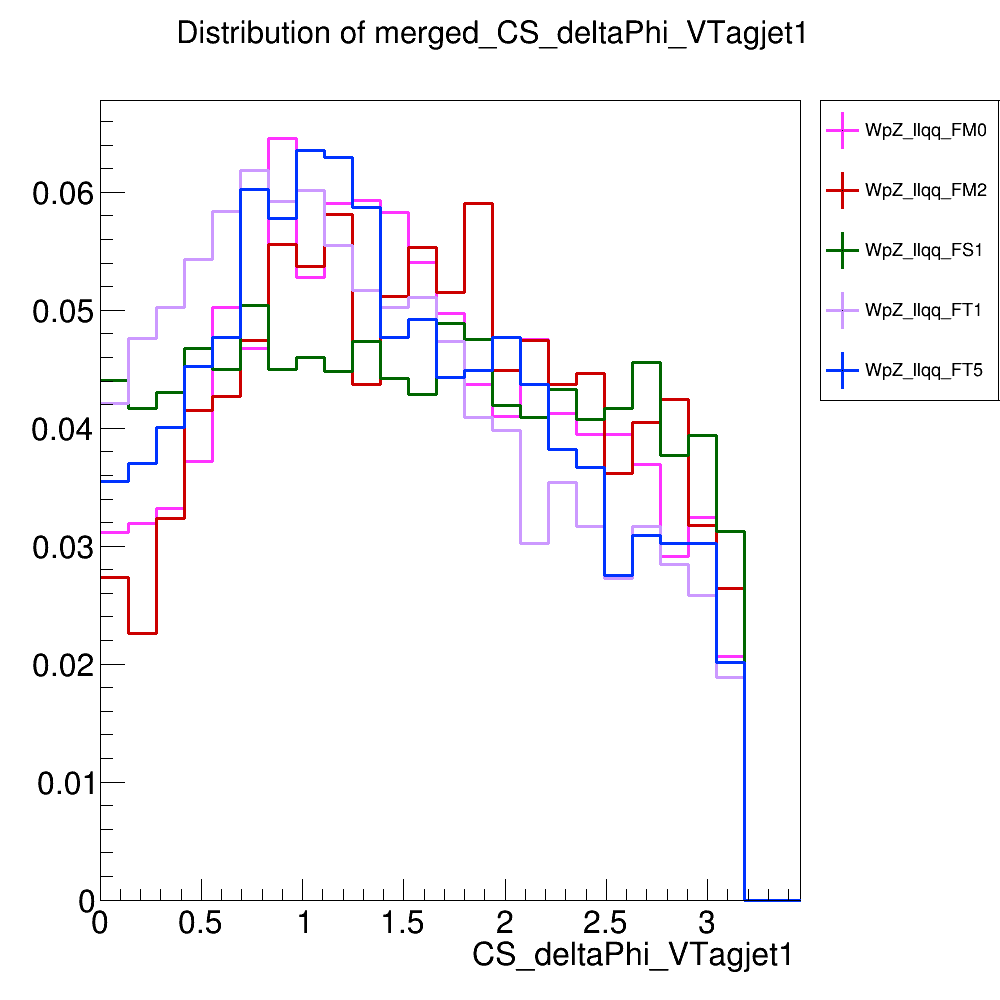 Distribution of merged_CS_deltaPhi_VTagjet1
WpZ_llqq_FM0
WpZ_llqq_FM2
WpZ_llqq_FS1
WpZ_llqq_FT1
WpZ_llqq_FT5
0.06
0.05
0.04
0.03
0.02
0.01
0
0 0.5 1 1.5 2 2.5 3
CS_deltaPhi_VTagjet1